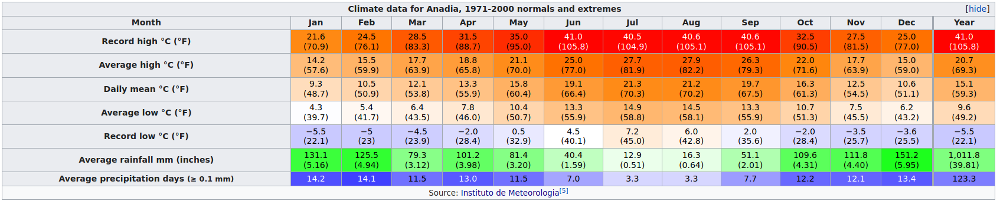 Climate data for Anadia, 1971-2000 normals and extremes [hide]
Month Jan Feb Mar Apr May Jun Jul Aug Sep Oct Nov Dec Year
Record high °C (°F) 21.6 (70.9) 24.5 (76.1) 28.5 (83.3) 31.5 (88.7) 35.0 (95.0) 41.0 (105.8) 40.5 (104.9) 40.6 (105.1) 40.6 (105.1) 32.5 (90.5) 27.5 (81.5) 25.0 (77.0) 41.0 (105.8)
Average high °C (°F) 14.2 (57.6) 15.5 (59.9) 17.7 (63.9) 18.8 (65.8) 21.1 (70.0) 25.0 (77.0) 27.7 (81.9) 27.9 (82.2) 26.3 (79.3) 22.0 (71.6) 17.7 (63.9) 15.0 (59.0) 20.7 (69.3)
Daily mean °C (°F) 9.3 (48.7) 10.5 (50.9) 12.1 (53.8) 13.3 (55.9) 15.8 (60.4) 19.1 (66.4) 21.3 (70.3) 21.2 (70.2) 19.7 (67.5) 16.3 (61.3) 12.5 (54.5) 10.6 (51.1) 15.1 (59.3)
Average low °C (°F) 4.3 (39.7) 5.4 (41.7) 6.4 (43.5) 7.8 (46.0) 10.4 (50.7) 13.3 (55.9) 14.9 (58.8) 14.5 (58.1) 13.3 (55.9) 10.7 (51.3) 7.5 (45.5) 6.2 (43.2) 9.6 (49.2)
Record low °C (°F) −5.5 (22.1) −5 (23) −4.5 (23.9) −2.0 (28.4) 0.5 (32.9) 4.5 (40.1) 7.2 (45.0) 6.0 (42.8) 2.0 (35.6) −2.0 (28.4) −3.5 (25.7) −3.6 (25.5) −5.5 (22.1)
Average rainfall mm (inches) 131.1 (5.16) 125.5 (4.94) 79.3 (3.12) 101.2 (3.98) 81.4 (3.20) 40.4 (1.59) 12.9 (0.51) 16.3 (0.64) 51.1 (2.01) 109.6 (4.31) 111.8 (4.40) 151.2 (5.95) 1,011.8 (39.81)
Average precipitation days (≥ 0.1 mm) 14.2 14.1 11.5 13.0 11.5 7.0 3.3 3.3 7.7 12.2 12.1 13.4 123.3
Source: Instituto de Meteorologia[5]